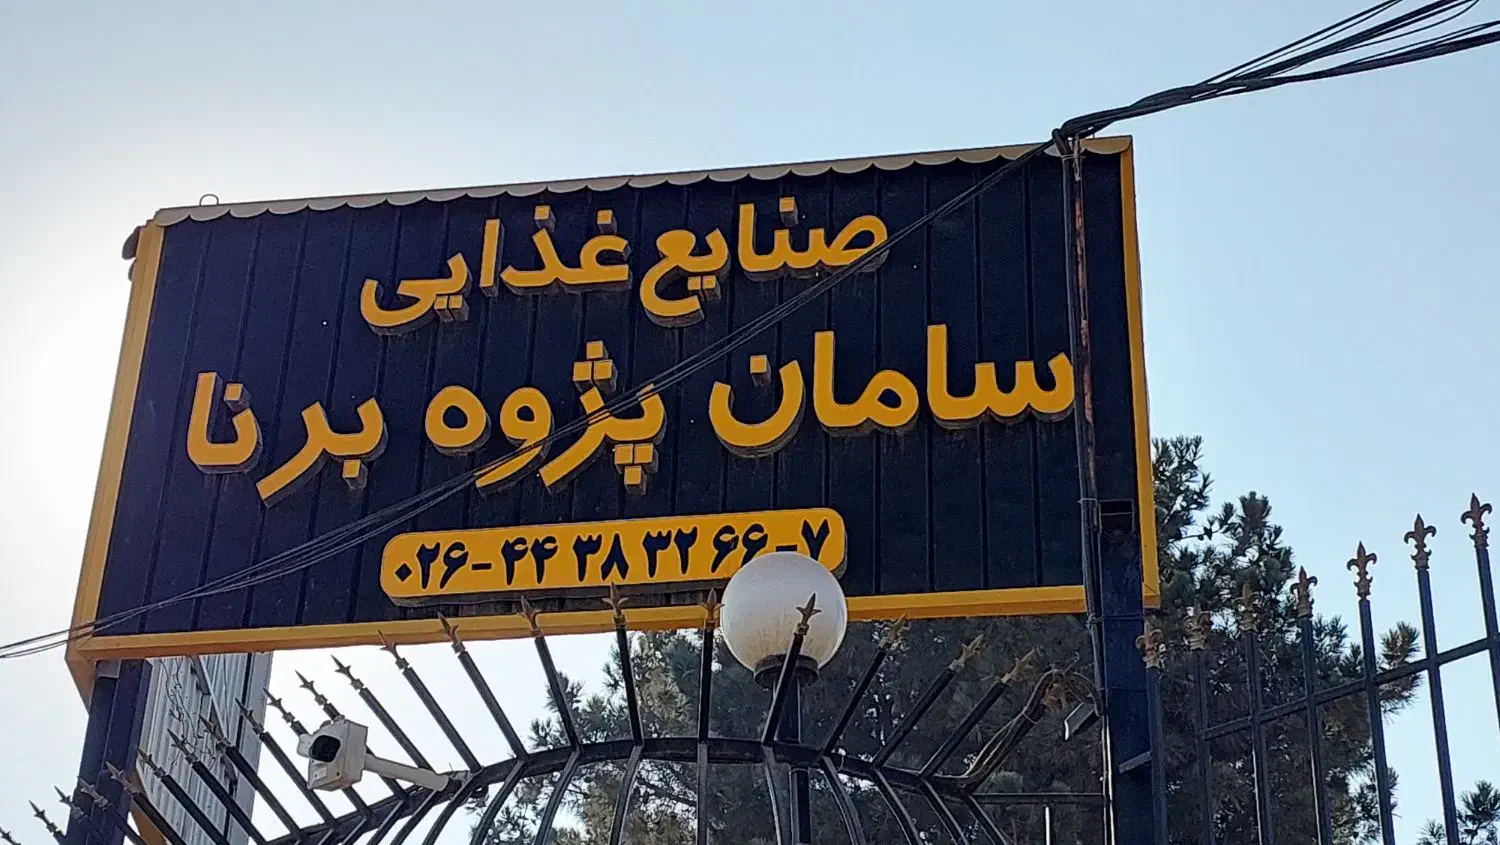 صنایع غذایی
سامان پژوه برنا
۰۲۶-۴۴ ۳۸ ۳۲ ۶۶-۷